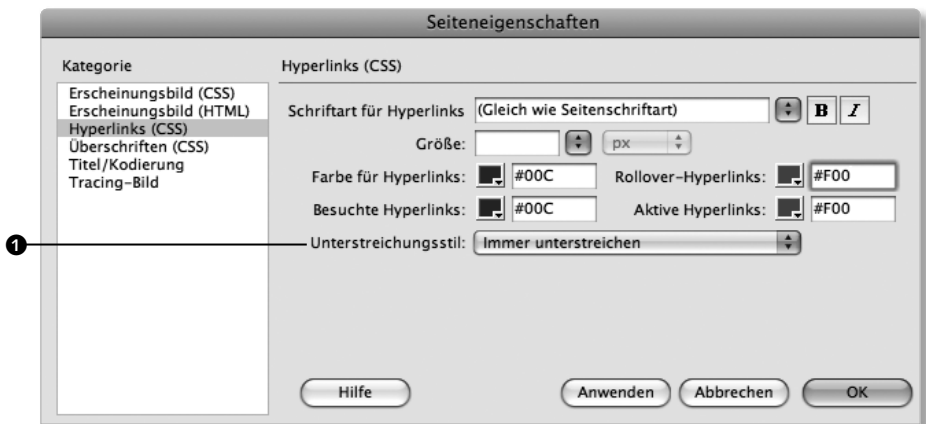 Seiteneigenschaften
Kategorie
Erscheinungsbild (CSS)
Erscheinungsbild (HTML)
Hyperlinks (CSS)
Überschriften (CSS)
Titel/Kodierung
Tracing-Bild
Hyperlinks (CSS)
Schriftart für Hyperlinks (Gleich wie Seitenschriftart) B I
Größe: px
Farbe für Hyperlinks: #00C Rollover-Hyperlinks: #F00
Besuchte Hyperlinks: #00C Aktive Hyperlinks: #F00
1 Unterstreichungsstil: Immer unterstreichen
Hilfe Anwenden Abbrechen OK